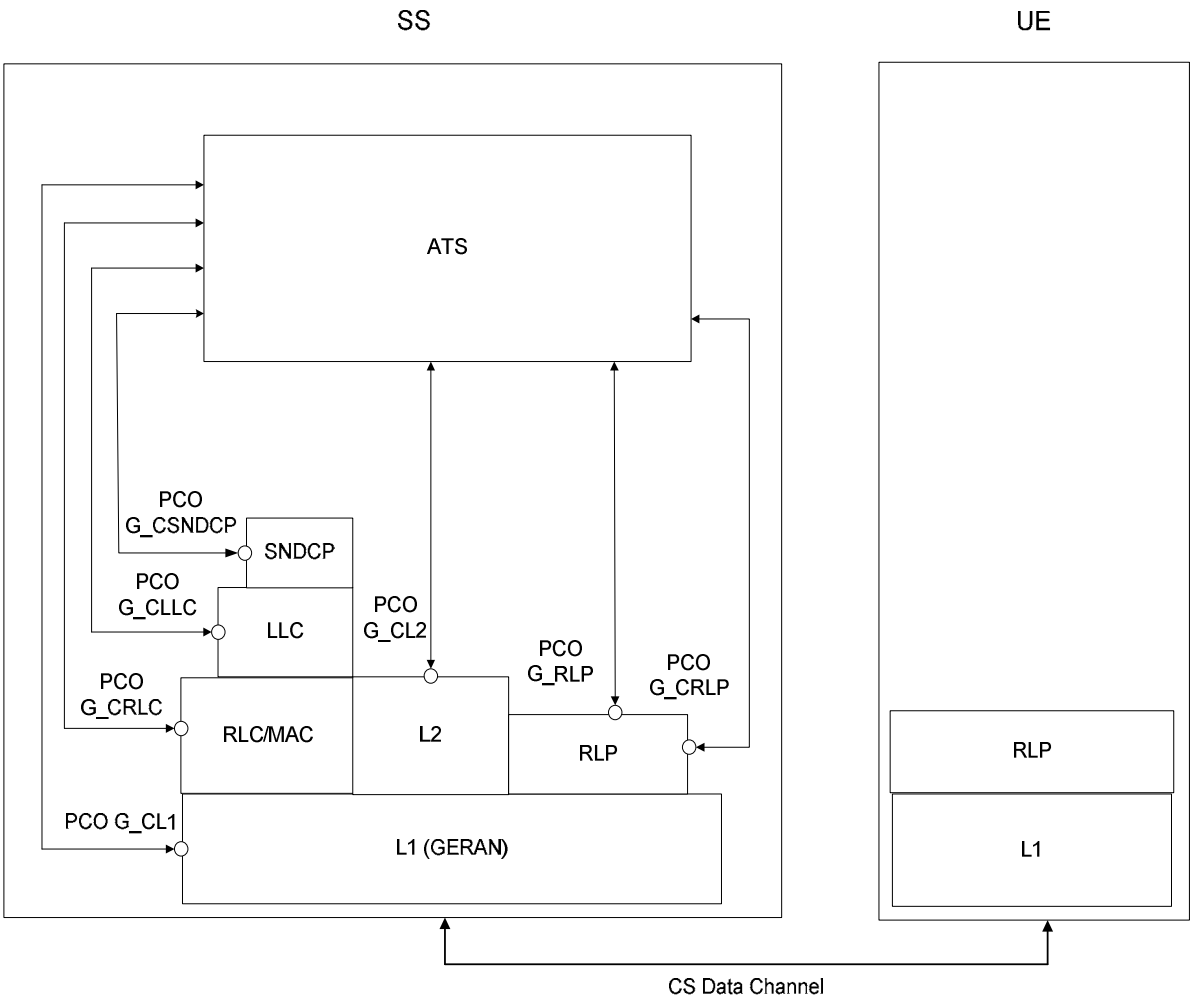 SS
UE
ATS
PCO
G_CSNDCP
SNDCP
PCO
G_CLLC
LLC
PCO
G_CL2
PCO
G_RLP
PCO
G_CRLP
PCO
G_CRLC
RLC/MAC
L2
RLP
RLP
PCO G_CL1
L1 (GERAN)
L1
CS Data Channel